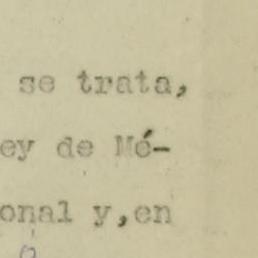 se trata,
ey de Mé-
onal y,en